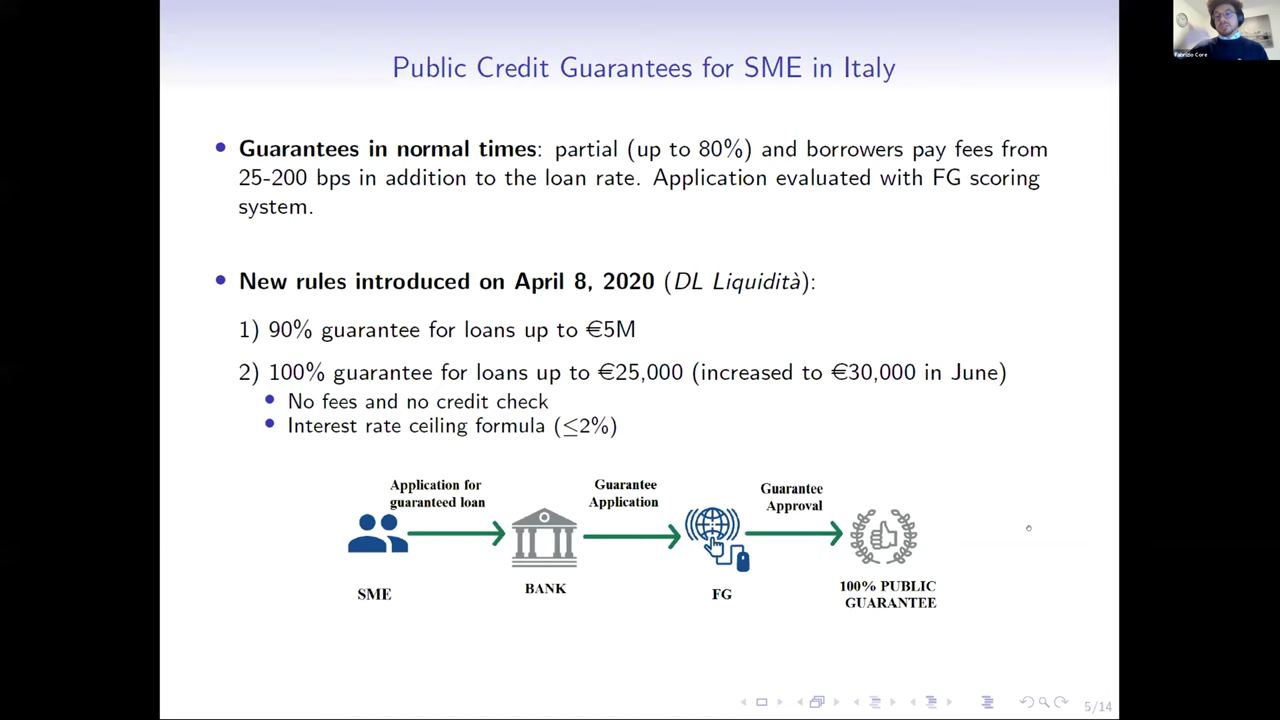 Fabrizio Core
Public Credit Guarantees for SME in Italy
Guarantees in normal times: partial (up to 80%) and borrowers pay fees from
25-200 bps in addition to the loan rate. Application evaluated with FG scoring
system.
New rules introduced on April 8, 2020 (DL Liquidità):
1) 90% guarantee for loans up to €5M
2) 100% guarantee for loans up to €25,000 (increased to €30,000 in June)
No fees and no credit check
Interest rate ceiling formula (≤2%)
Application for
guaranteed loan
Guarantee
Application
Guarantee
Approval
SME
BANK
FG
100% PUBLIC
GUARANTEE
5/14